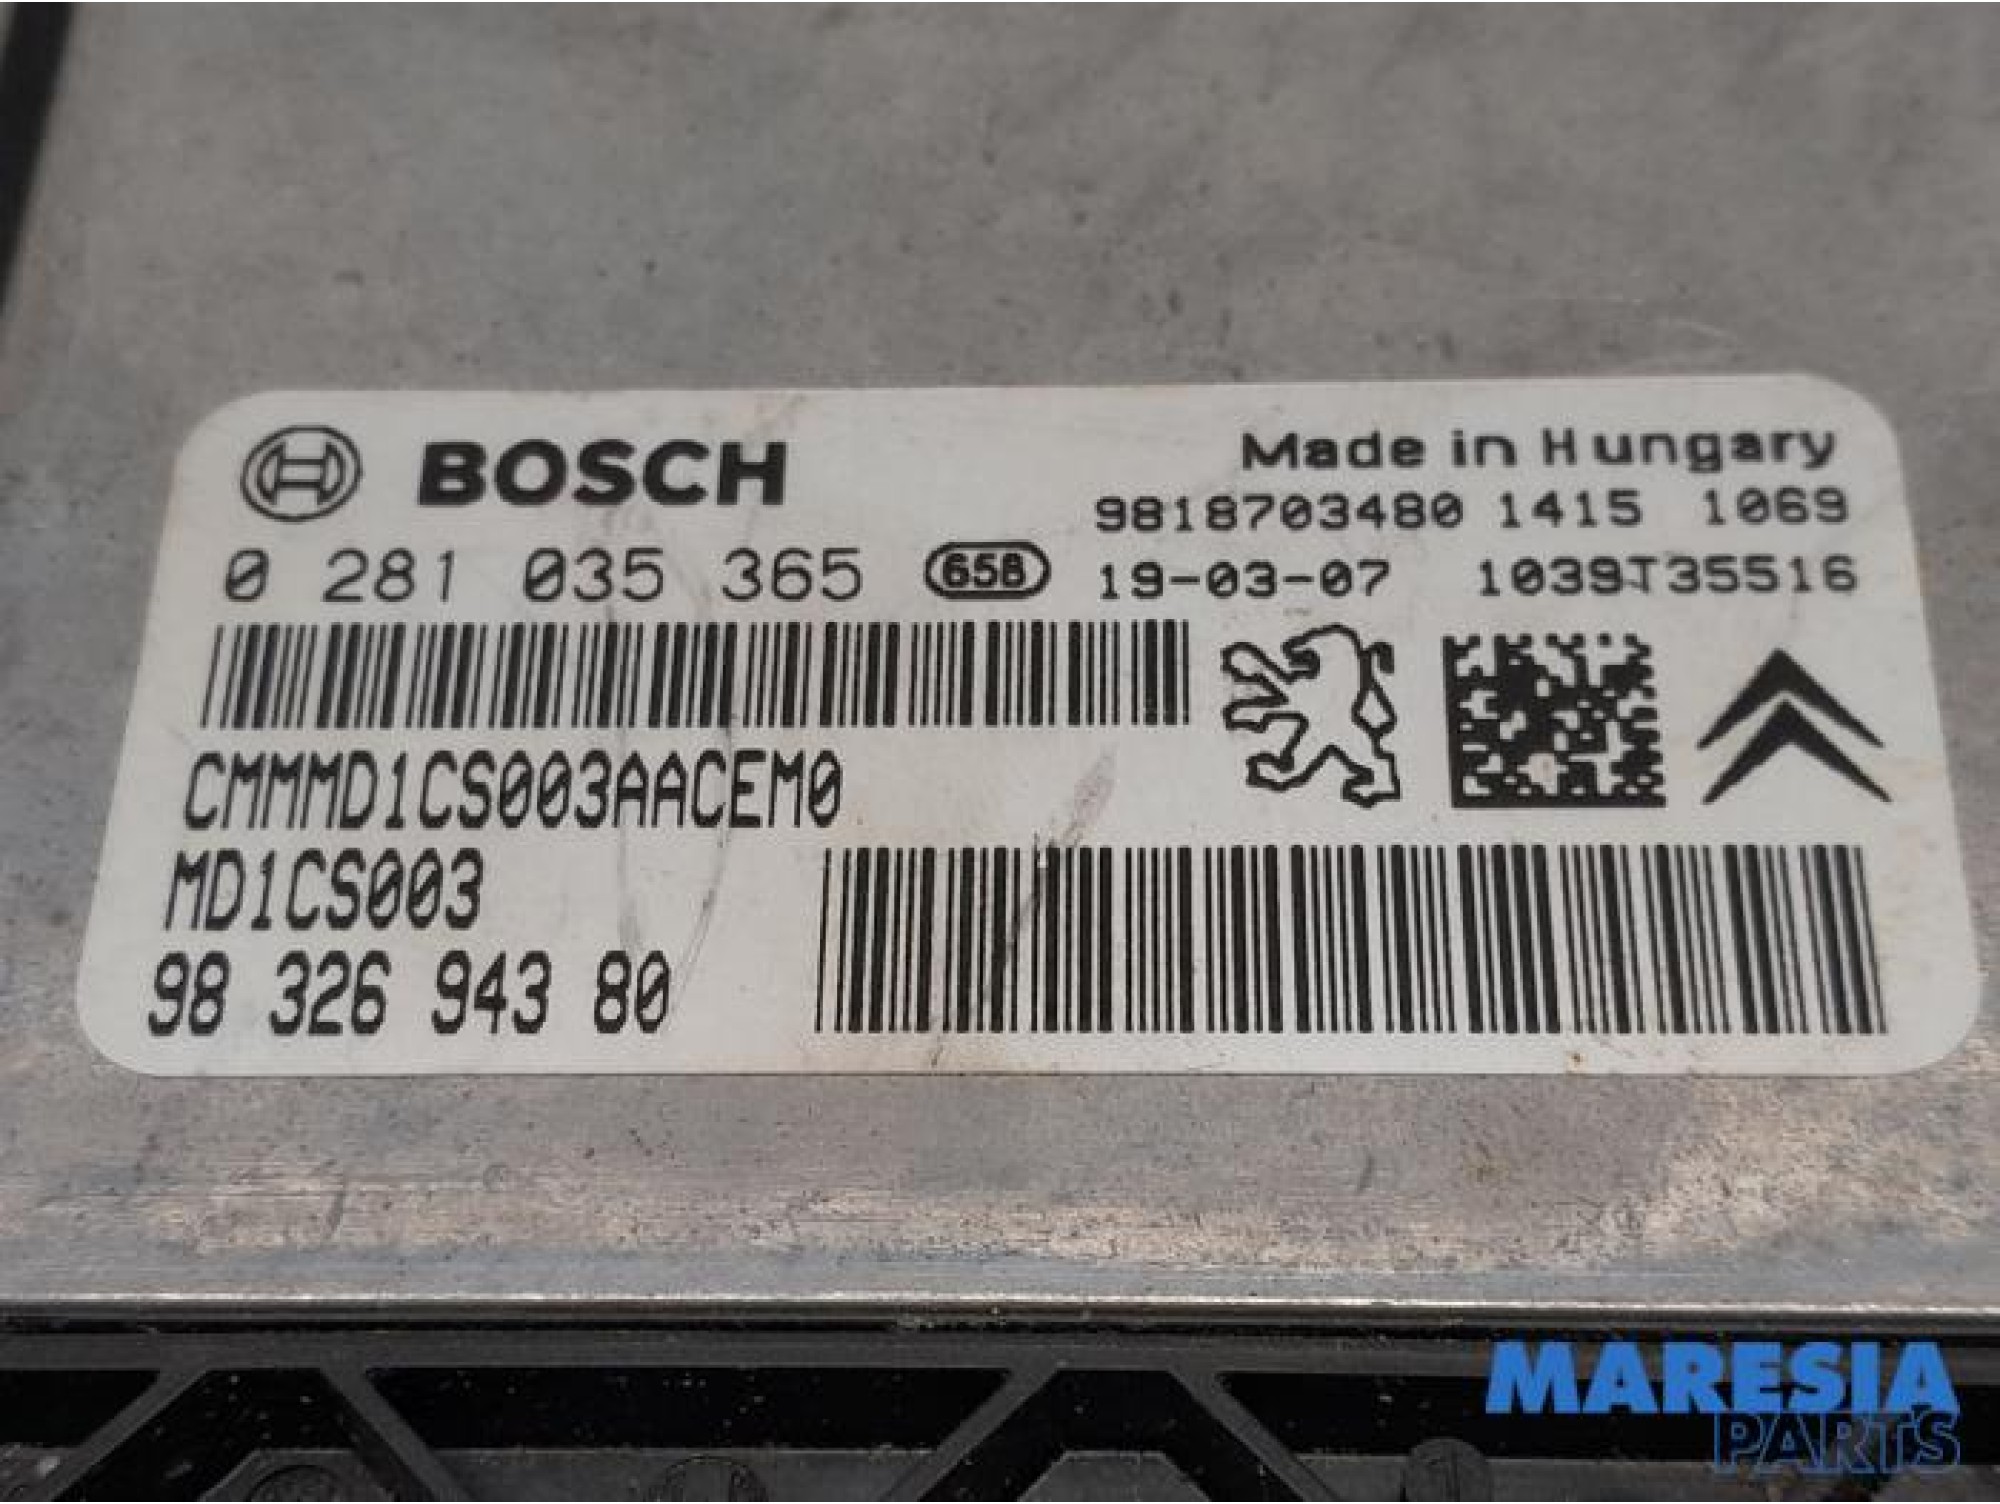 BOSCH
Made in Hungary
9818703480 1415 1069
0 281 035 365 658 19-03-07 1039T35516
CMMMD1CS003AACEM0
MD1CS003
98 326 943 80
MARESIA
PARTS